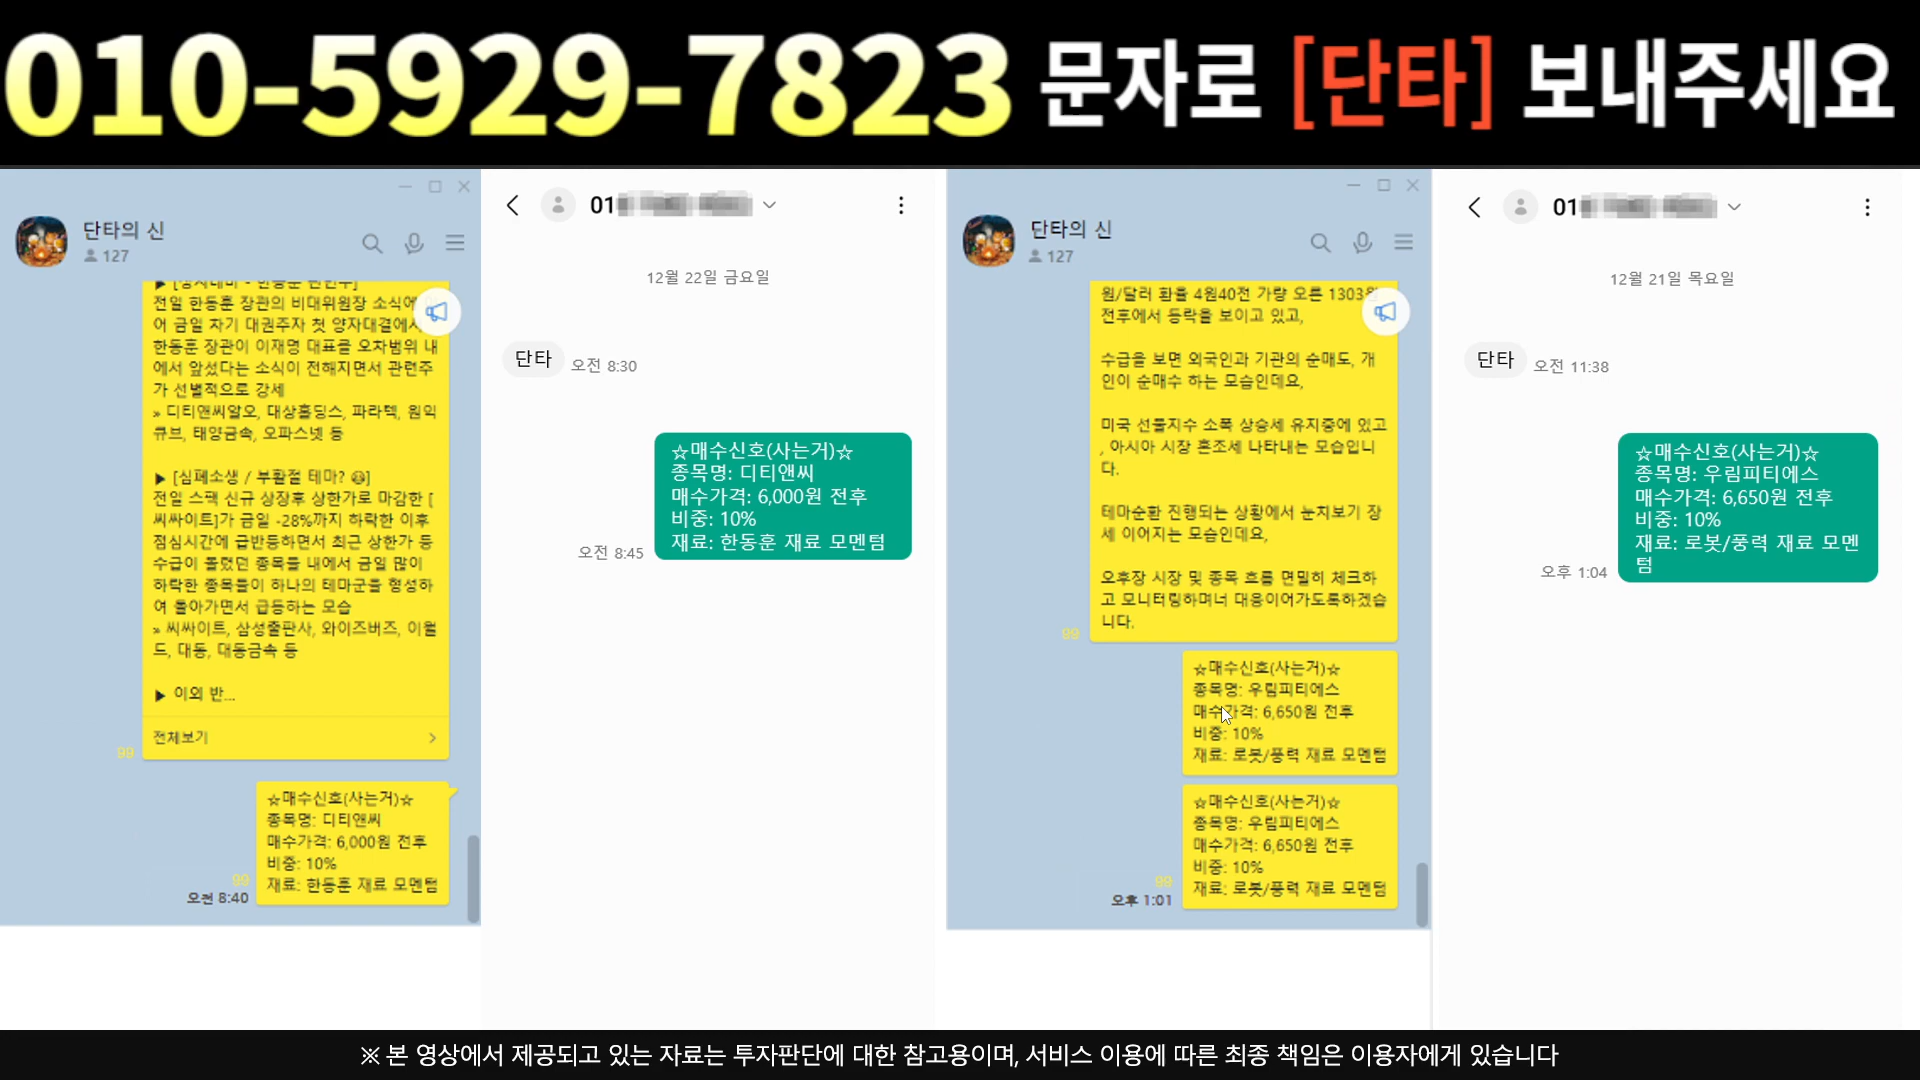 010-5929-7823 문자로 [단타] 보내주세요
단타의 신
127
전일 한동훈 장관의 비대위원장 소식에
어 금일 차기 대권주자 첫 양자대결에서
한동훈 장관이 이재명 대표를 오차범위 내
에서 앞섰다는 소식이 전해지면서 관련주
가 선별적으로 강세
» 디티앤씨알오, 대상홀딩스, 파라텍, 원익
큐브, 태양금속, 오파스넷 등
▶ [심폐소생 / 부활절 테마? 😆]
전일 스팩 신규 상장후 상한가로 마감한 [
씨싸이트]가 금일 -28%까지 하락한 이후
점심시간에 급반등하면서 최근 상한가 등
수급이 몰렸던 종목들 내에서 금일 많이
하락한 종목들이 하나의 테마군을 형성하
여 돌아가면서 급등하는 모습
» 씨싸이트, 삼성출판사, 와이즈버즈, 이월
드, 대동, 대동금속 등
▶ 이외 반...
전체보기
99
☆매수신호(사는거)☆
종목명: 디티앤씨
매수가격: 6,000원 전후
비중: 10%
재료: 한동훈 재료 모멘텀
99
오전 8:40
01
12월 22일 금요일
단타
오전 8:30
☆매수신호(사는거)☆
종목명: 디티앤씨
매수가격: 6,000원 전후
비중: 10%
재료: 한동훈 재료 모멘텀
오전 8:45
단타의 신
127
원/달러 환율 4원40전 가량 오른 1303원
전후에서 등락을 보이고 있고,
수급을 보면 외국인과 기관의 순매도, 개
인이 순매수 하는 모습인데요,
미국 선물지수 소폭 상승세 유지중에 있고
, 아시아 시장 혼조세 나타내는 모습입니
다.
테마순환 진행되는 상황에서 눈치보기 장
세 이어지는 모습인데요,
오후장 시장 및 종목 흐름 면밀히 체크하
고 모니터링하며너 대응이어가도록하겠습
니다.
99
☆매수신호(사는거)☆
종목명: 우림피티에스
매수가격: 6,650원 전후
비중: 10%
재료: 로봇/풍력 재료 모멘텀
☆매수신호(사는거)☆
종목명: 우림피티에스
매수가격: 6,650원 전후
비중: 10%
재료: 로봇/풍력 재료 모멘텀
99
오후 1:01
01
12월 21일 목요일
단타
오전 11:38
☆매수신호(사는거)☆
종목명: 우림피티에스
매수가격: 6,650원 전후
비중: 10%
재료: 로봇/풍력 재료 모멘
텀
오후 1:04
※ 본 영상에서 제공되고 있는 자료는 투자판단에 대한 참고용이며, 서비스 이용에 따른 최종 책임은 이용자에게 있습니다